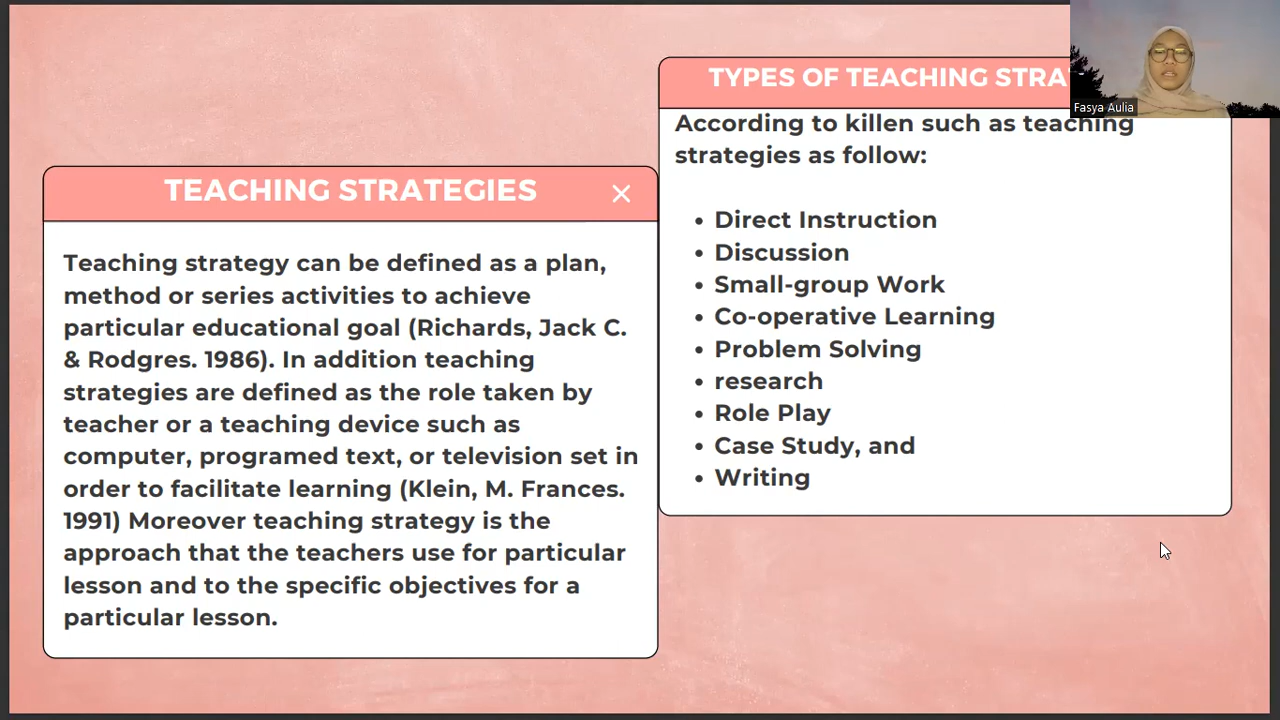 TEACHING STRATEGIES
Teaching strategy can be defined as a plan,
method or series activities to achieve
particular educational goal (Richards, Jack C.
& Rodgres. 1986). In addition teaching
strategies are defined as the role taken by
teacher or a teaching device such as
computer, programed text, or television set in
order to facilitate learning (Klein, M. Frances.
1991) Moreover teaching strategy is the
approach that the teachers use for particular
lesson and to the specific objectives for a
particular lesson.
TYPES OF TEACHING STRA
According to killen such as teaching
strategies as follow:
• Direct Instruction
• Discussion
• Small-group Work
• Co-operative Learning
• Problem Solving
• research
• Role Play
• Case Study, and
• Writing
Fasya Aulia